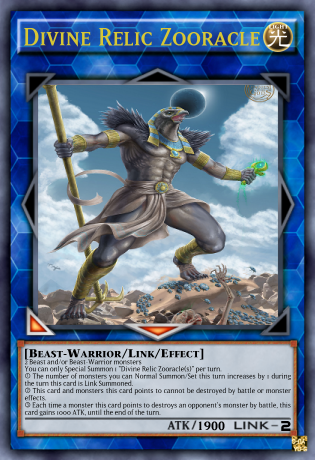 Divine Relic Zooracle
LIGHT
光
[Beast-Warrior/Link/Effect]
2 Beast and/or Beast-Warrior monsters
You can only Special Summon 1 "Divine Relic Zooracle(s)" per turn.
① The number of monsters you can Normal Summon/Set this turn increases by 1 during
the turn this card is Link Summoned.
② This card and monsters this card points to cannot be destroyed by battle or monster
effects.
③ Each time a monster this card points to destroys an opponent's monster by battle, this
card gains 1000 ATK, until the end of the turn.
ATK/1900 LINK-2